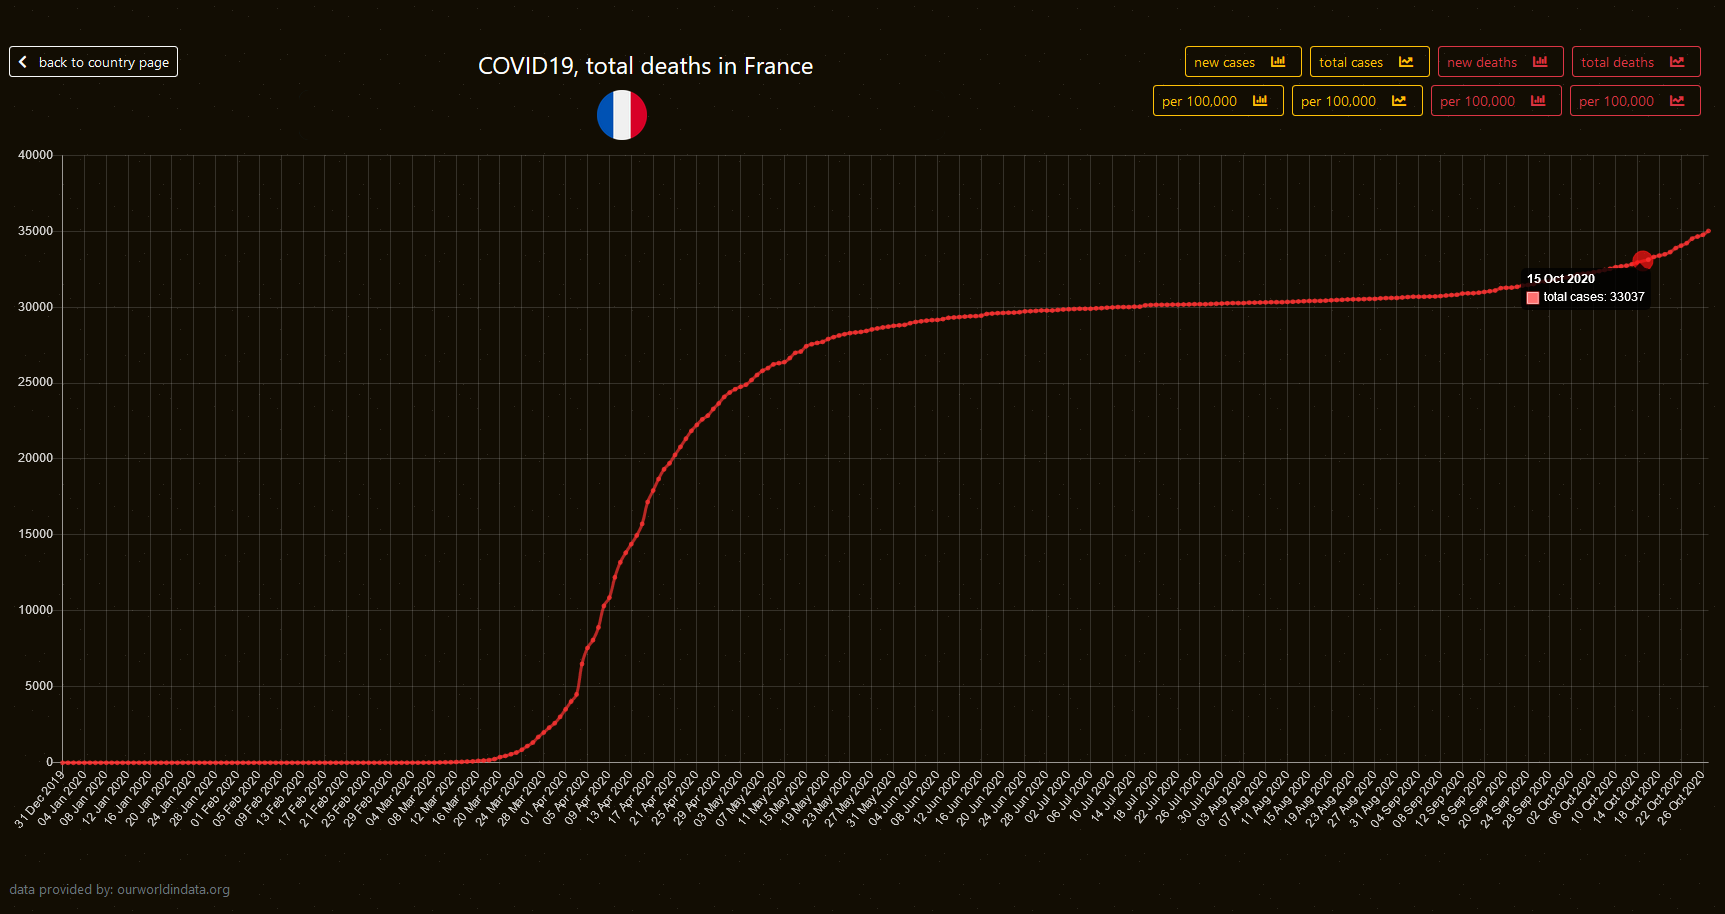 back to country page
COVID19, total deaths in France
new cases
total cases
new deaths
total deaths
per 100,000
per 100,000
per 100,000
per 100,000
40000
35000
30000
25000
20000
15000
10000
5000
0
15 Oct 2020
total cases: 33037
31 Dec 2019
04 Jan 2020
08 Jan 2020
12 Jan 2020
16 Jan 2020
20 Jan 2020
24 Jan 2020
28 Jan 2020
01 Feb 2020
05 Feb 2020
09 Feb 2020
13 Feb 2020
17 Feb 2020
21 Feb 2020
25 Feb 2020
29 Feb 2020
04 Mar 2020
08 Mar 2020
12 Mar 2020
16 Mar 2020
20 Mar 2020
24 Mar 2020
28 Mar 2020
01 Apr 2020
05 Apr 2020
09 Apr 2020
13 Apr 2020
17 Apr 2020
21 Apr 2020
25 Apr 2020
29 Apr 2020
03 May 2020
07 May 2020
11 May 2020
15 May 2020
19 May 2020
23 May 2020
27 May 2020
31 May 2020
04 Jun 2020
08 Jun 2020
12 Jun 2020
16 Jun 2020
20 Jun 2020
24 Jun 2020
28 Jun 2020
02 Jul 2020
06 Jul 2020
10 Jul 2020
14 Jul 2020
18 Jul 2020
22 Jul 2020
26 Jul 2020
30 Jul 2020
03 Aug 2020
07 Aug 2020
11 Aug 2020
15 Aug 2020
19 Aug 2020
23 Aug 2020
27 Aug 2020
31 Aug 2020
04 Sep 2020
08 Sep 2020
12 Sep 2020
16 Sep 2020
20 Sep 2020
24 Sep 2020
28 Sep 2020
02 Oct 2020
06 Oct 2020
10 Oct 2020
14 Oct 2020
18 Oct 2020
22 Oct 2020
26 Oct 2020
data provided by: ourworldindata.org